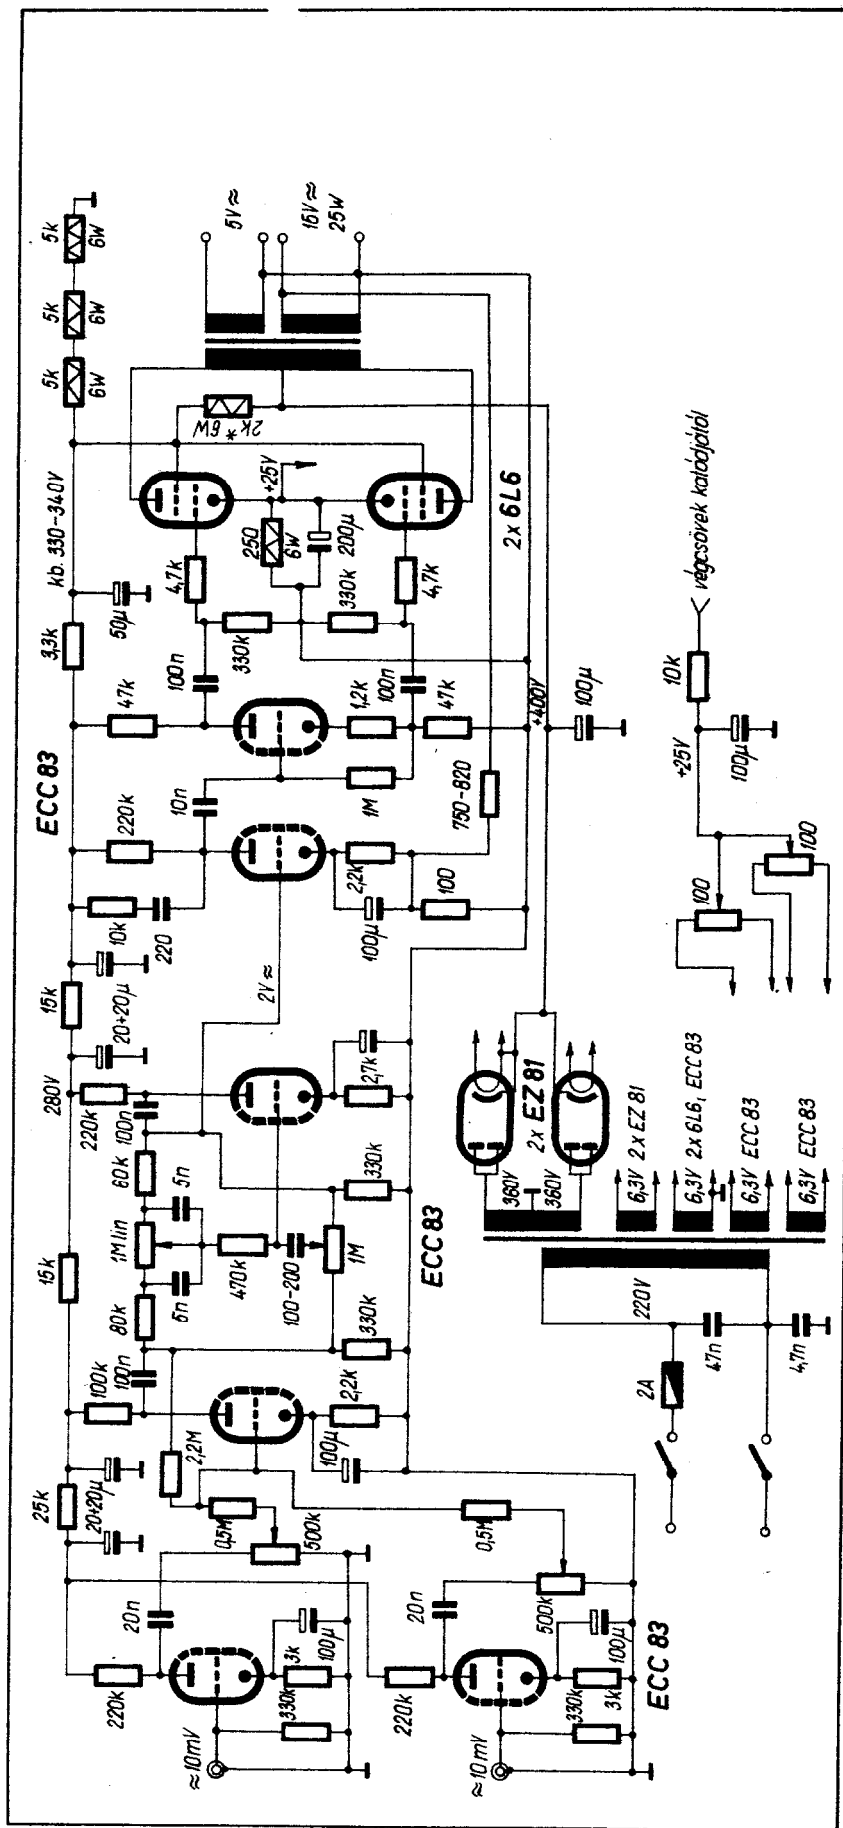 ≈10mV
220k
330k
3k
100µ
20n
500k
0,5M
≈10mV
220k
330k
3k
100µ
20n
500k
0,5M
ECC 83
25k
20+20µ
100k
100n
2,2M
100µ
2,2k
330k
80k
5n
1M lin
5n
60k
470k
100-200
1M
330k
15k
280V
220k
100n
2,7k
ECC 83
20+20µ
15k
2V≈
10k
220
220k
10n
100µ
2,2k
100
1M
750-820
ECC 83
47k
1,2k
47k
100n
100n
3,3k
50µ
kb. 330-340V
330k
330k
4,7k
4,7k
250
6W
200µ
+25V
2k* 6W
2x 6L6
5k
6W
5k
6W
5k
6W
5V≈
15V≈
25W
+400V
100µ
2A
47n
4,7n
220V
360V
360V
2x EZ 81
6,3V 2x EZ 81
6,3V 2x 6L6, ECC 83
6,3V ECC 83
6,3V ECC 83
100
100
+25V
100µ
10k
végcsövek katódjától